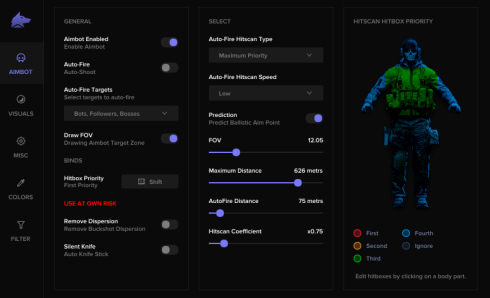 AIMBOT
VISUALS
MISC
COLORS
FILTER
GENERAL
Aimbot Enabled
Enable Aimbot
Auto-Fire
Auto-Shoot
Auto-Fire Targets
Select targets to auto-fire
Bots, Followers, Bosses
Draw FOV
Drawing Aimbot Target Zone
BINDS
Hitbox Priority
First Priority
Shift
USE AT OWN RISK
Remove Dispersion
Remove Buckshot Dispersion
Silent Knife
Auto Knife Stick
SELECT
Auto-Fire Hitscan Type
Maximum Priority
Auto-Fire Hitscan Speed
Low
Prediction
Predict Ballistic Aim Point
FOV 12.05
Maximum Distance 626 metrs
AutoFire Distance 75 metrs
Hitscan Coefficient x0.75
HITSCAN HITBOX PRIORITY
First Fourth
Second Ignore
Third
Edit hitboxes by clicking on a body part.